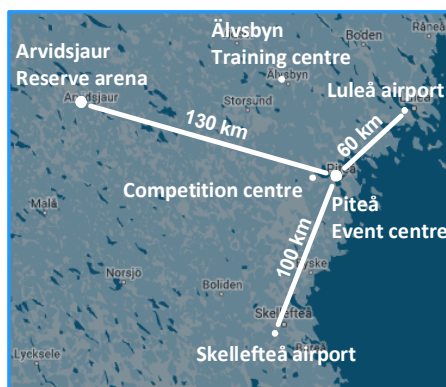 Råneå
Älvsbyn
Training centre
Boden
Arvidsjaur
Reserve arena
Älvsbyn
Luleå airport
Arvidsjaur
Storsund
Luleå
130 km
60 km
Piteå
Competition centre
Piteå
Event centre
Malå
100 km
Byske
Norsjö
Boliden
Skellefteå
Bureå
Skellefteå airport
Lycksele